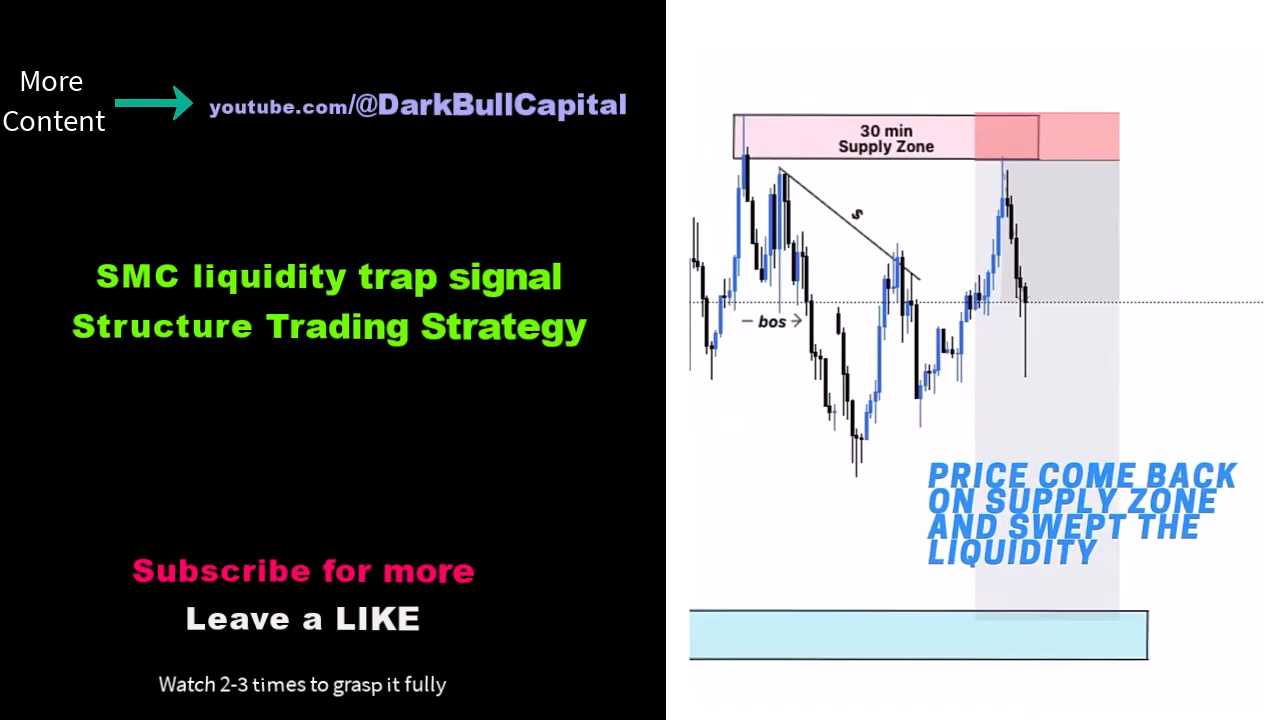 More
Content
youtube.com/@DarkBullCapital
SMC liquidity trap signal
Structure Trading Strategy
Subscribe for more
Leave a LIKE
Watch 2-3 times to grasp it fully
30 min
Supply Zone
s
bos
PRICE COME BACK
ON SUPPLY ZONE
AND SWEPT THE
LIQUIDITY